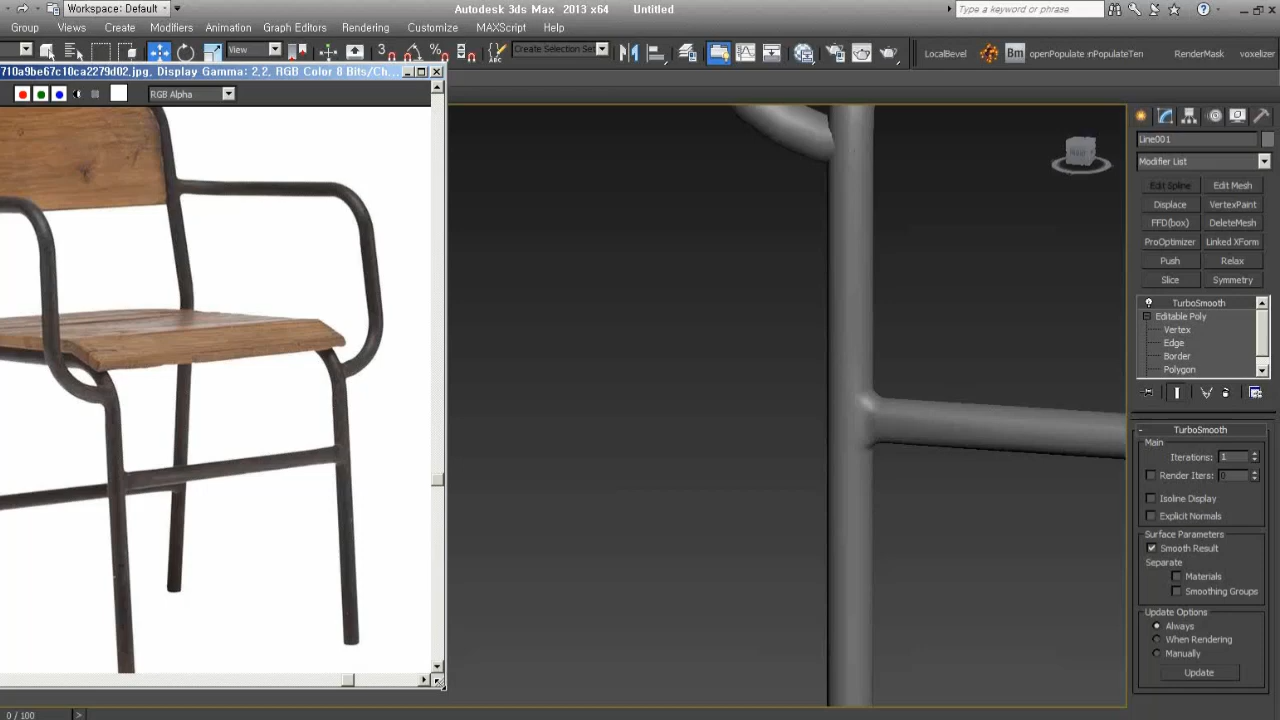 Workspace: Default
Autodesk 3ds Max 2013 x64 Untitled
Type a keyword or phrase
Group Views Create Modifiers Animation Graph Editors Rendering Customize MAXScript Help
View
3
%
Create Selection Set
LocalBevel
Bm
openPopulate
RenderMask
voxelizer
710a9be67c10ca2279d02.jpg, Display Gamma: 2,2, RGB Color 8 Bits/Ch...
RGB Alpha
Line001
Modifier List
Edit Spline Edit Mesh
Displace VertexPaint
FFD(box) DeleteMesh
ProOptimizer Linked XForm
Push Relax
Slice Symmetry
TurboSmooth
Editable Poly
Vertex
Edge
Border
Polygon
TurboSmooth
Main
Iterations: 1
Render Iters: 0
Isoline Display
Explicit Normals
Surface Parameters
Smooth Result
Separate
Materials
Smoothing Groups
Update Options
Always
When Rendering
Manually
Update
0 / 100